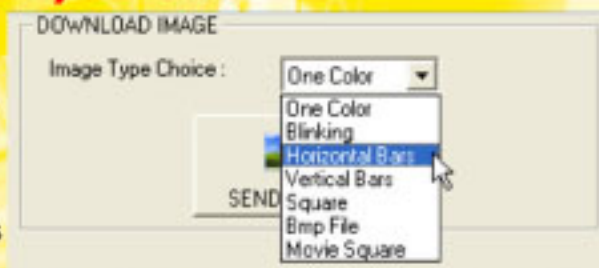 DOWNLOAD IMAGE
Image Type Choice :
One Color
One Color
Blinking
Horizontal Bars
Vertical Bars
SEND
Square
Bmp File
Movie Square